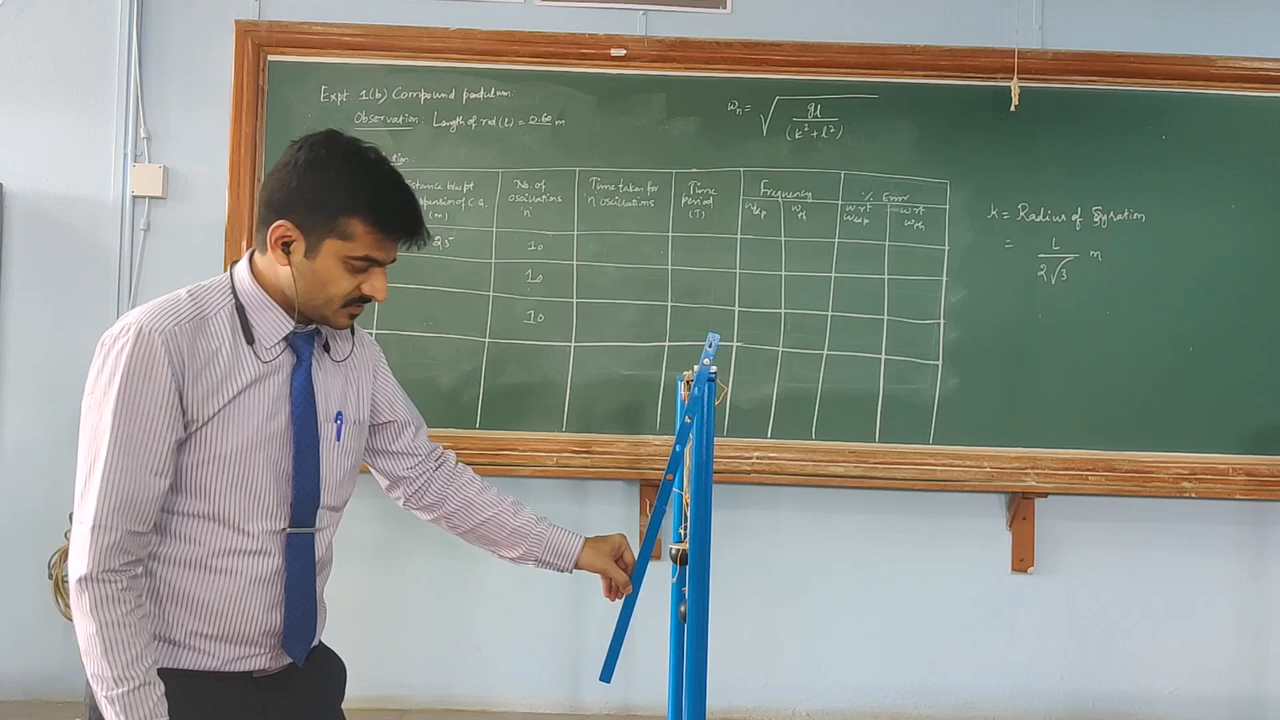 Expt 1(b) Compound pendulum:
Observation: Length of rod (L) = 0.60 m
ωn = √ gl / (k² + l²)
No. of oscillations 'n'
Time taken for 'n' oscillations
Time period (T)
Frequency
ωexp
ωth
% Error
w rt ωexp
w rt ωth
25
10
10
10
K = Radius of Gyration
= L / 2√3 m